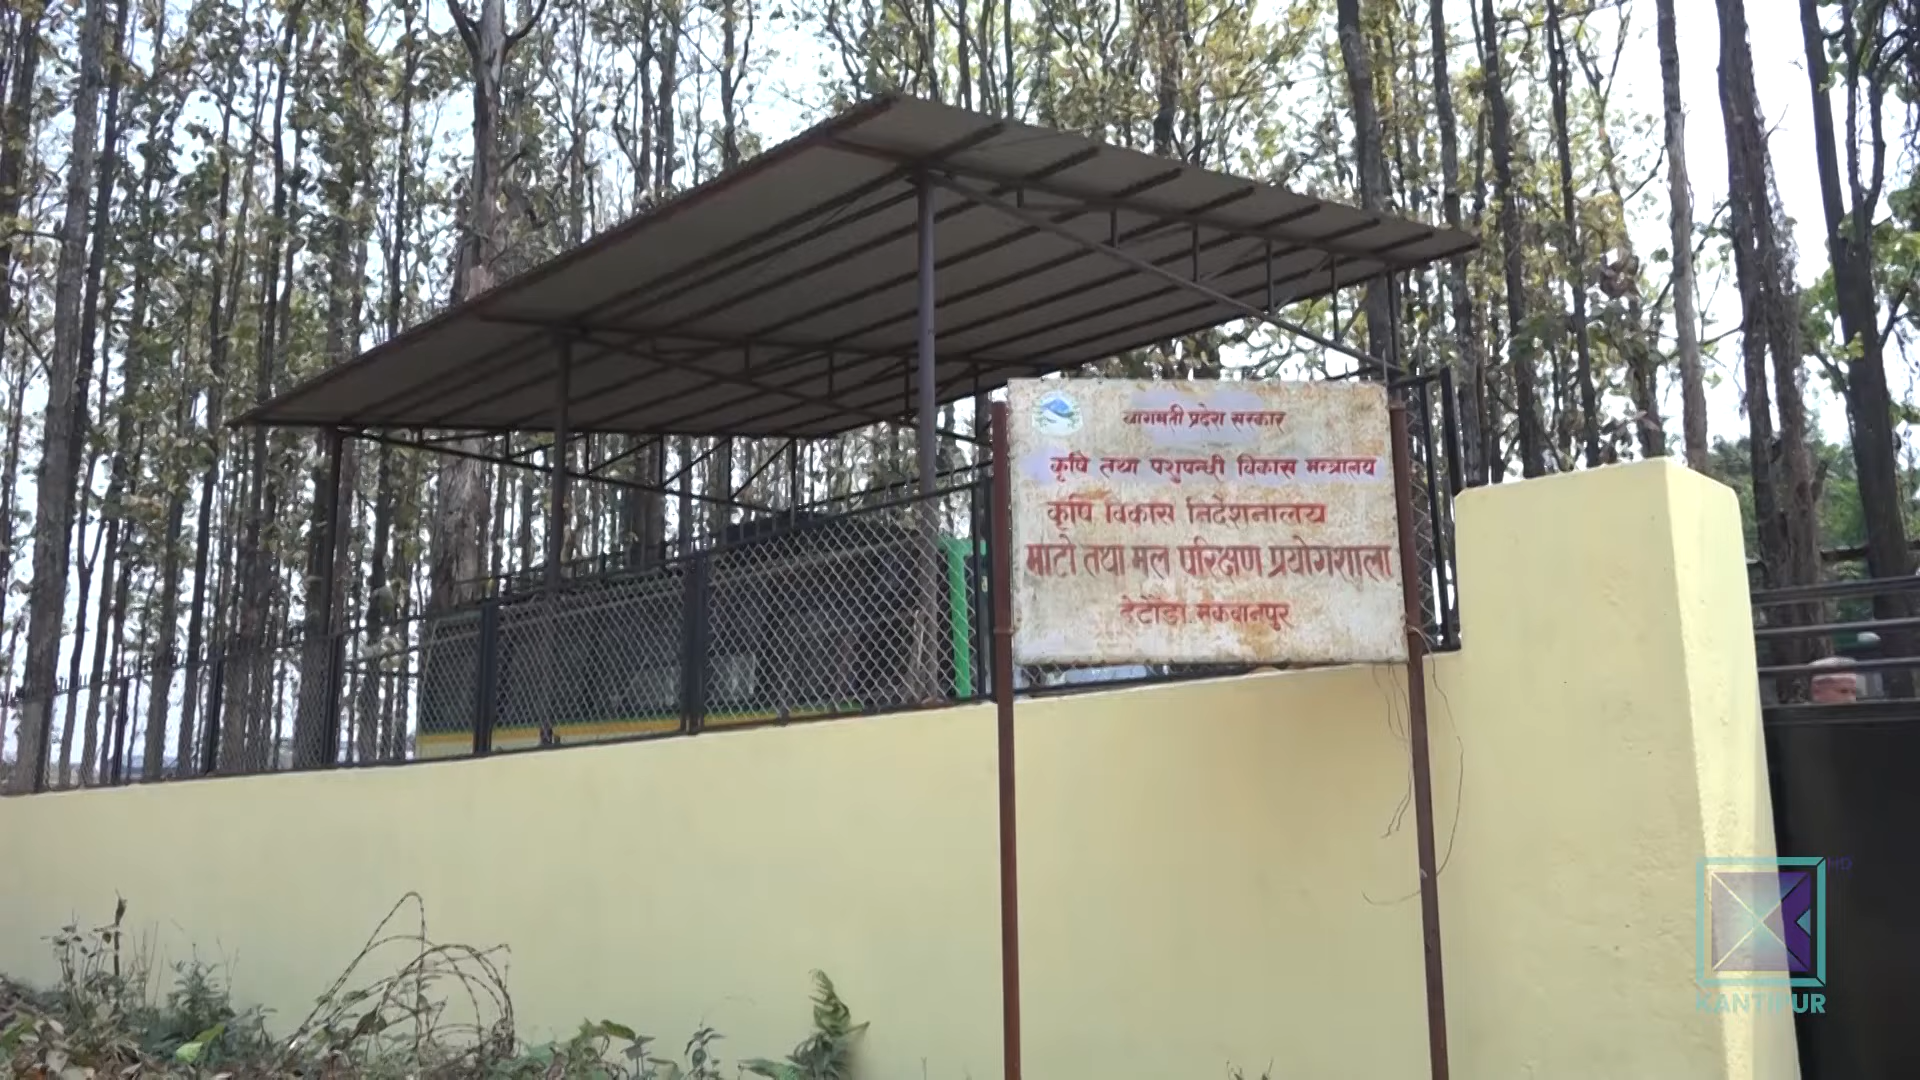 बागमती प्रदेश सरकार
कृषि तथा पशुपन्छी विकास मन्त्रालय
कृषि विकास निर्देशनालय
माटो तथा मल परिक्षण प्रयोगशाला
हेटौंडा मकवानपुर
HD
KANTIPUR